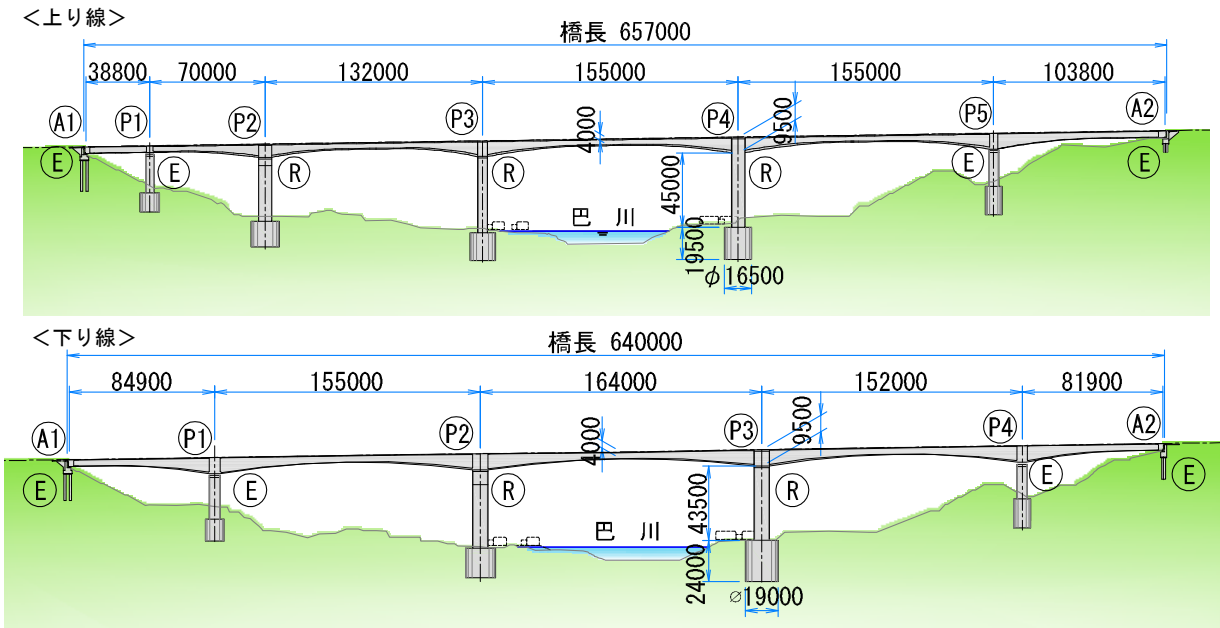 <上り線>
橋長 657000
38800 70000 132000 155000 155000 103800
A1 P1 P2 P3 P4 P5 A2
4000 9500
E E R R R E E
45000
巴 川
19500
φ16500
<下り線>
橋長 640000
84900 155000 164000 152000 81900
A1 P1 P2 P3 P4 A2
4000 9500
E E R R E E
43500
巴 川
24000
⌀19000